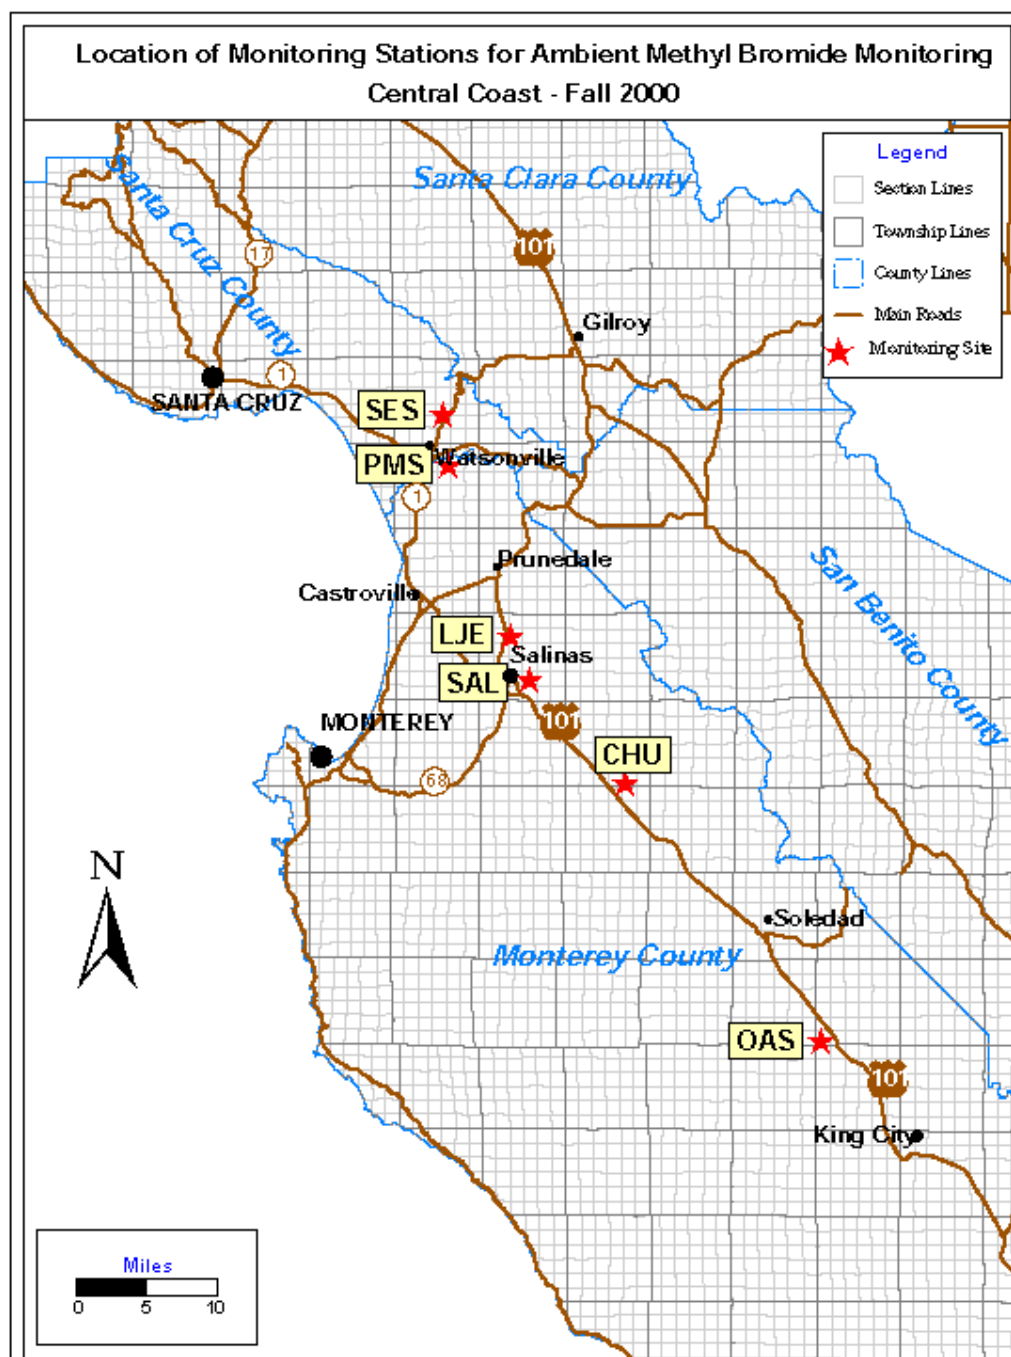 Location of Monitoring Stations for Ambient Methyl Bromide Monitoring
Central Coast - Fall 2000
Legend
Section Lines
Township Lines
County Lines
Main Roads
Monitoring Site
Santa Clara County
Santa Cruz County
17
101
Gilroy
1
SANTA CRUZ
SES
Watsonville
PMS
1
San Benito County
Prunedale
Castroville
LJE
Salinas
SAL
101
MONTEREY
CHU
68
N
Soledad
Monterey County
OAS
101
King City
Miles
0 5 10